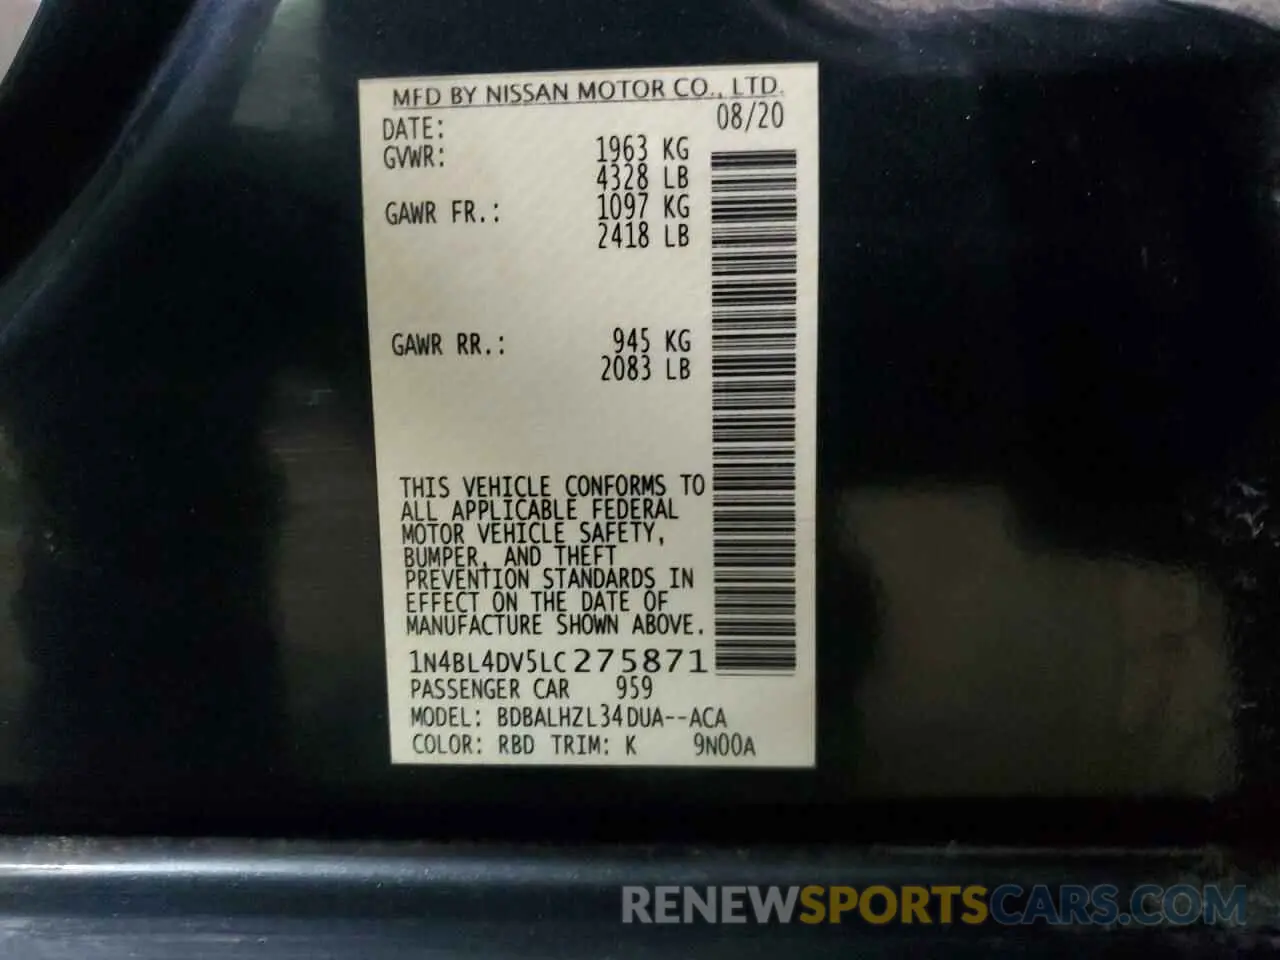 MFD BY NISSAN MOTOR CO., LTD.
DATE: 08/20
GVWR: 1963 KG
4328 LB
GAWR FR.: 1097 KG
2418 LB
GAWR RR.: 945 KG
2083 LB
THIS VEHICLE CONFORMS TO
ALL APPLICABLE FEDERAL
MOTOR VEHICLE SAFETY,
BUMPER, AND THEFT
PREVENTION STANDARDS IN
EFFECT ON THE DATE OF
MANUFACTURE SHOWN ABOVE.
1N4BL4DV5LC275871
PASSENGER CAR 959
MODEL: BDBALHZL34DUA--ACA
COLOR: RBD TRIM: K 9N00A
RENEWSPORTSCARS.COM